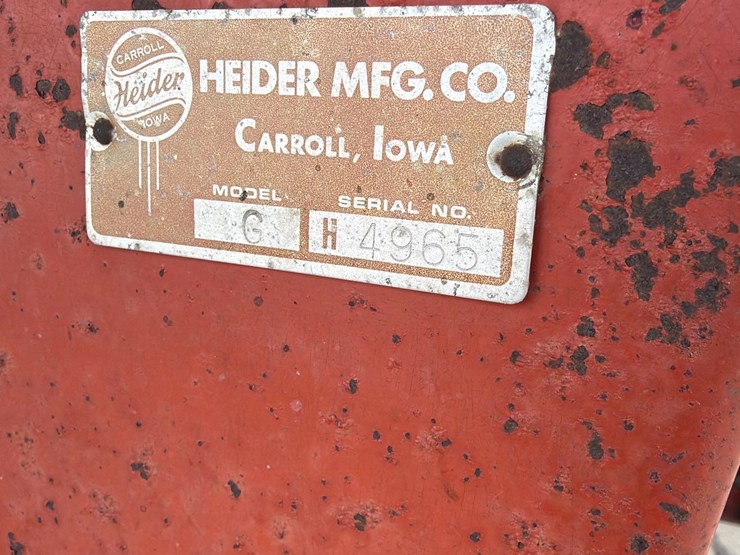 CARROLL
Heider
IOWA
HEIDER MFG. CO.
CARROLL, IOWA
MODEL SERIAL NO.
G H 4965